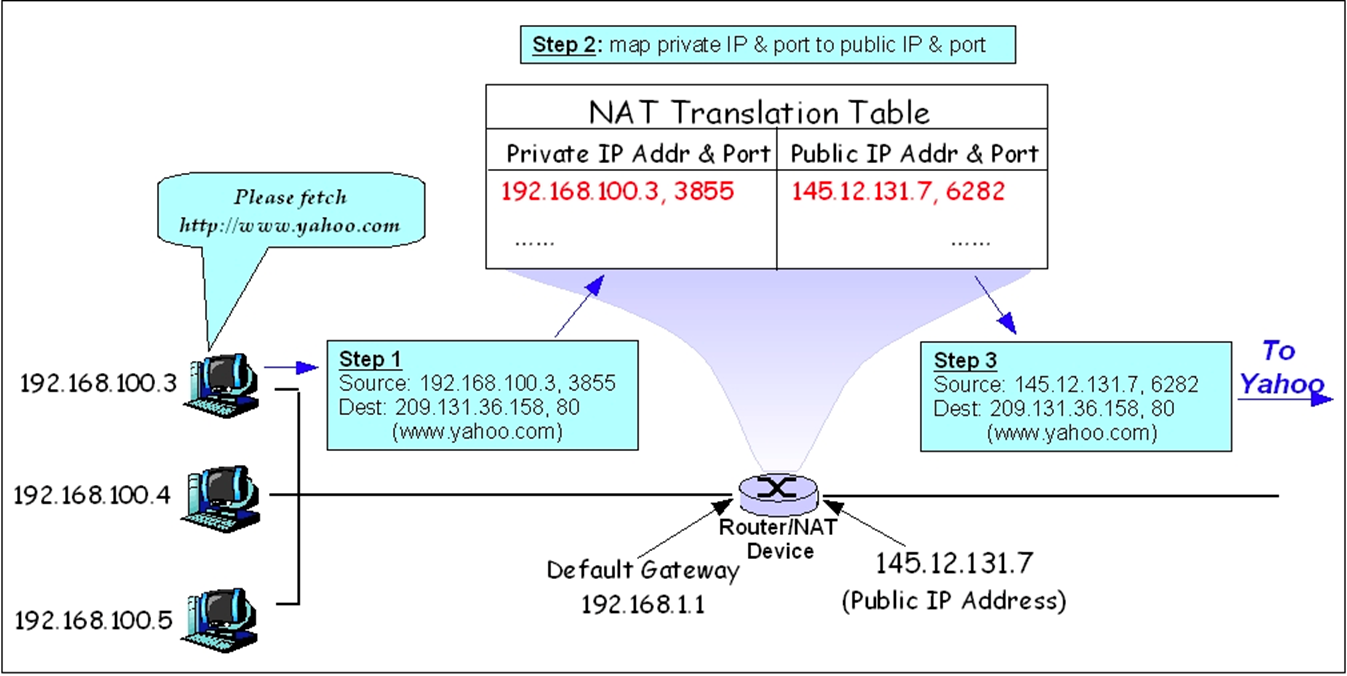 Step 2: map private IP & port to public IP & port
NAT Translation Table
Private IP Addr & Port
Public IP Addr & Port
192.168.100.3, 3855
145.12.131.7, 6282
......
......
Please fetch
http://www.yahoo.com
192.168.100.3
Step 1
Source: 192.168.100.3, 3855
Dest: 209.131.36.158, 80
(www.yahoo.com)
Step 3
Source: 145.12.131.7, 6282
Dest: 209.131.36.158, 80
(www.yahoo.com)
To
Yahoo
192.168.100.4
Router/NAT
Device
Default Gateway
192.168.1.1
145.12.131.7
(Public IP Address)
192.168.100.5